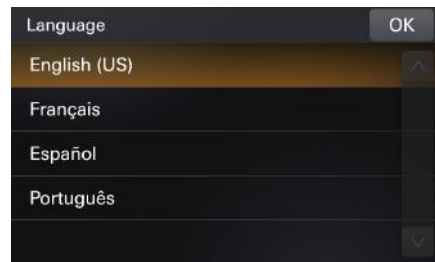 Language
OK
English (US)
Français
Español
Português